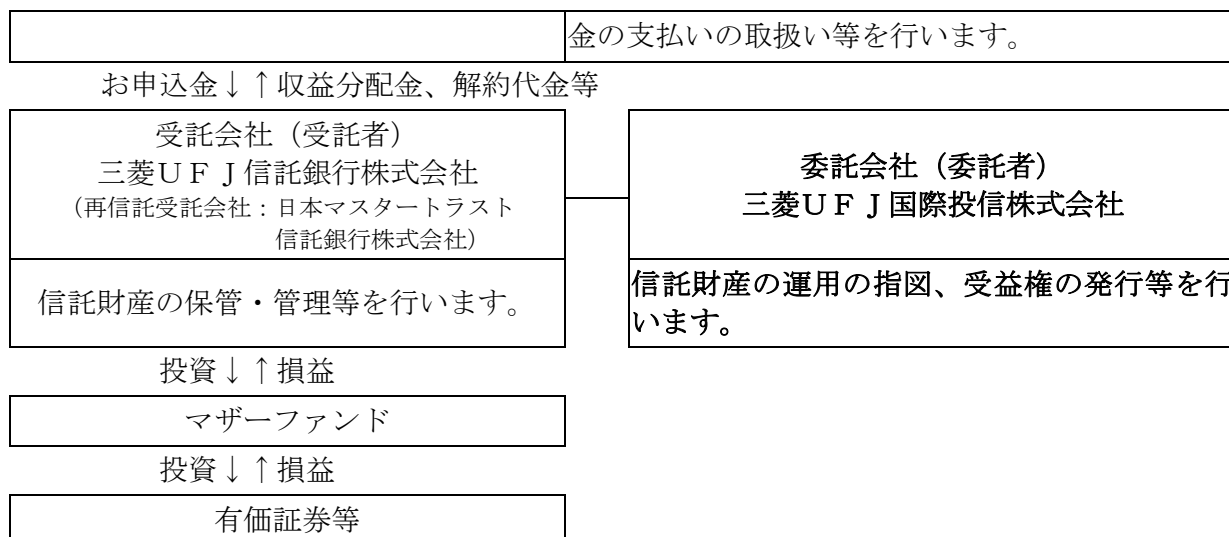 金の支払いの取扱い等を行います。
お申込金↓↑収益分配金、解約代金等
受託会社（受託者）
三菱ＵＦＪ信託銀行株式会社
（再信託受託会社：日本マスタートラスト
信託銀行株式会社）
信託財産の保管・管理等を行います。
委託会社（委託者）
三菱ＵＦＪ国際投信株式会社
信託財産の運用の指図、受益権の発行等を行
います。
投資↓↑損益
マザーファンド
投資↓↑損益
有価証券等